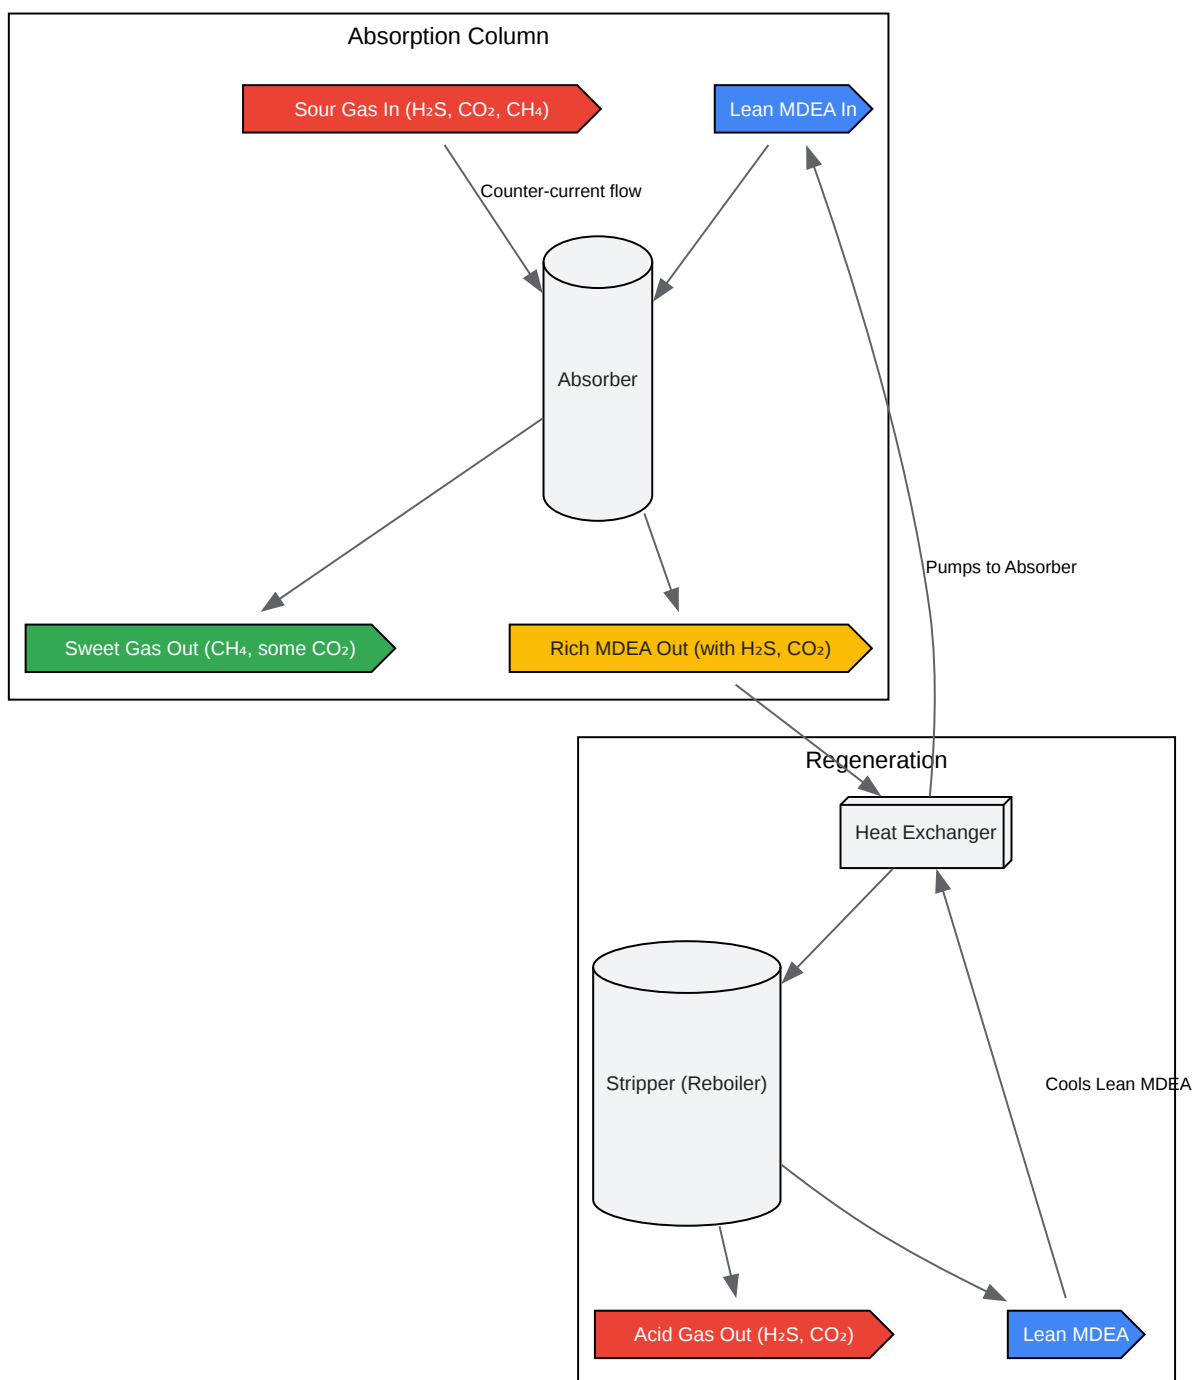 Absorption Column
Sour Gas In (H₂S, CO₂, CH₄)
Lean MDEA In
Counter-current flow
Absorber
Pumps to Absorber
Sweet Gas Out (CH₄, some CO₂)
Rich MDEA Out (with H₂S, CO₂)
Regeneration
Heat Exchanger
Stripper (Reboiler)
Cools Lean MDEA
Acid Gas Out (H₂S, CO₂)
Lean MDEA